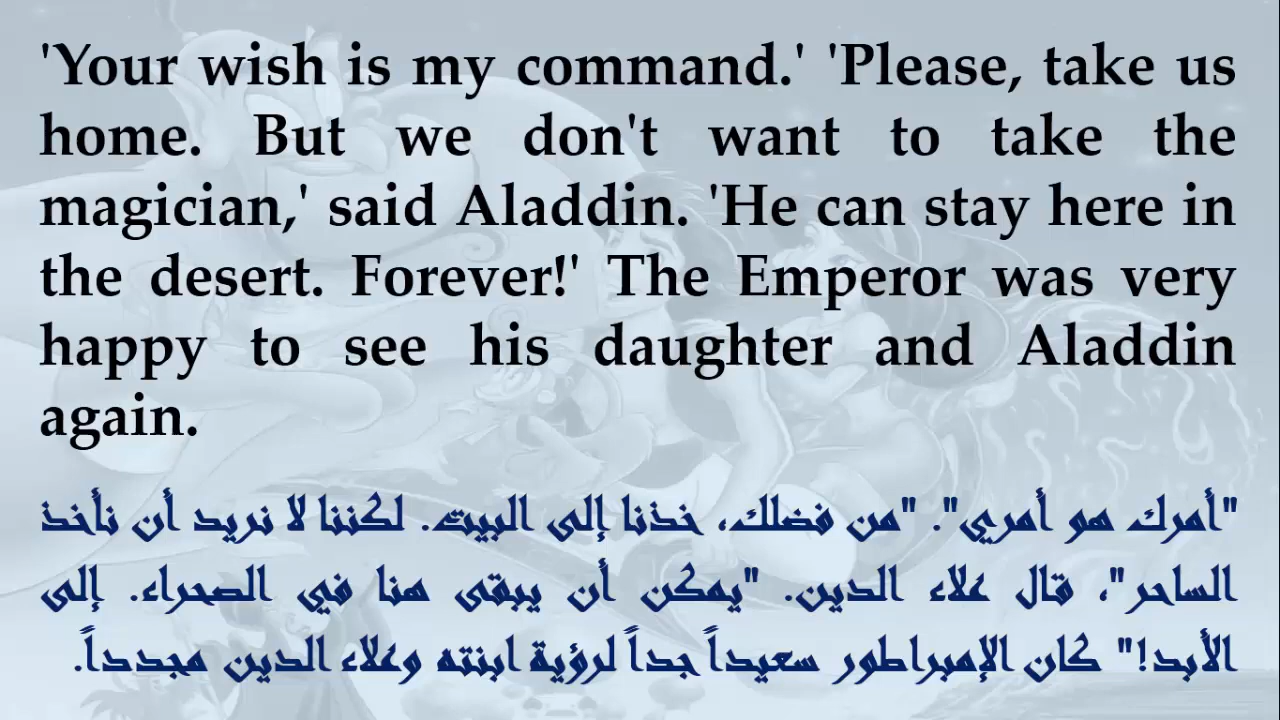 'Your wish is my command.' 'Please, take us
home. But we don't want to take the
magician,' said Aladdin. 'He can stay here in
the desert. Forever!' The Emperor was very
happy to see his daughter and Aladdin
again.
"أمرك هو أمري". "من فضلك، خذنا إلى البيت. لكننا لا نريد أن نأخذ
الساحر"، قال علاء الدين. "يمكن أن يبقى هنا في الصحراء. إلى
الأبد!" كان الإمبراطور سعيداً جداً لرؤية ابنته وعلاء الدين مجدداً.